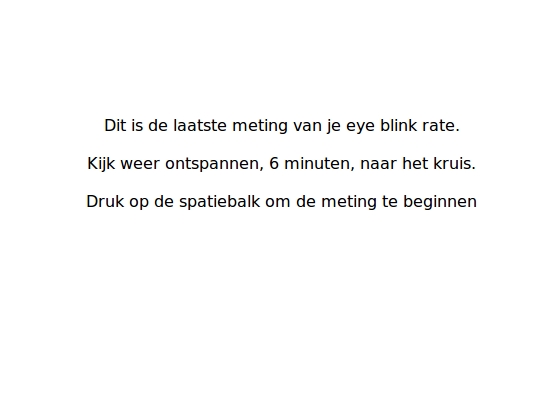 Dit is de laatste meting van je eye blink rate.
Kijk weer ontspannen, 6 minuten, naar het kruis.
Druk op de spatiebalk om de meting te beginnen